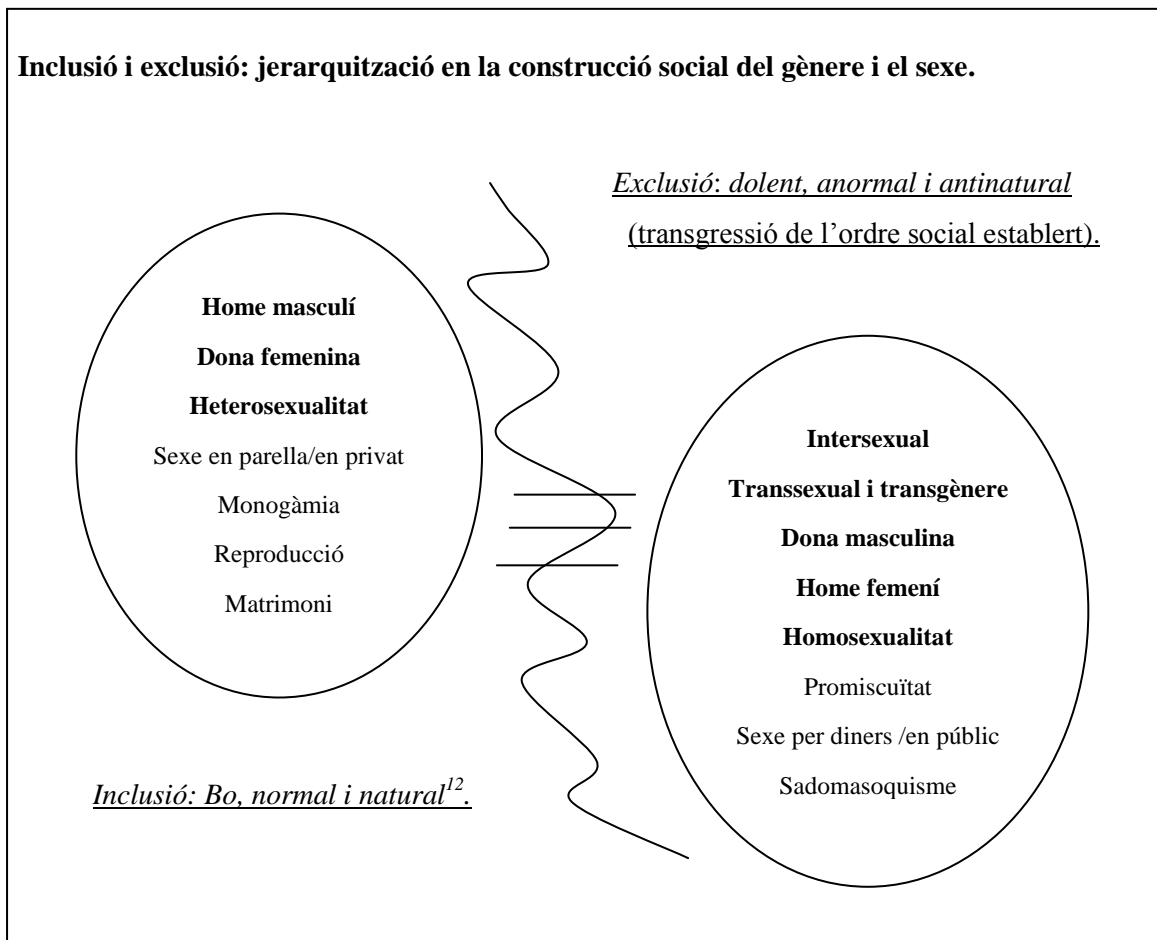 Inclusió i exclusió: jerarquització en la construcció social del gènere i el sexe.
Exclusió: dolent, anormal i antinatural
(transgressió de l’ordre social establert).
Home masculí
Dona femenina
Heterosexualitat
Sexe en parella/en privat
Monogàmia
Reproducció
Matrimoni
Intersexual
Transsexual i transgènere
Dona masculina
Home femení
Homosexualitat
Promiscuïtat
Sexe per diners /en públic
Sadomasoquisme
Inclusió: Bo, normal i natural12.